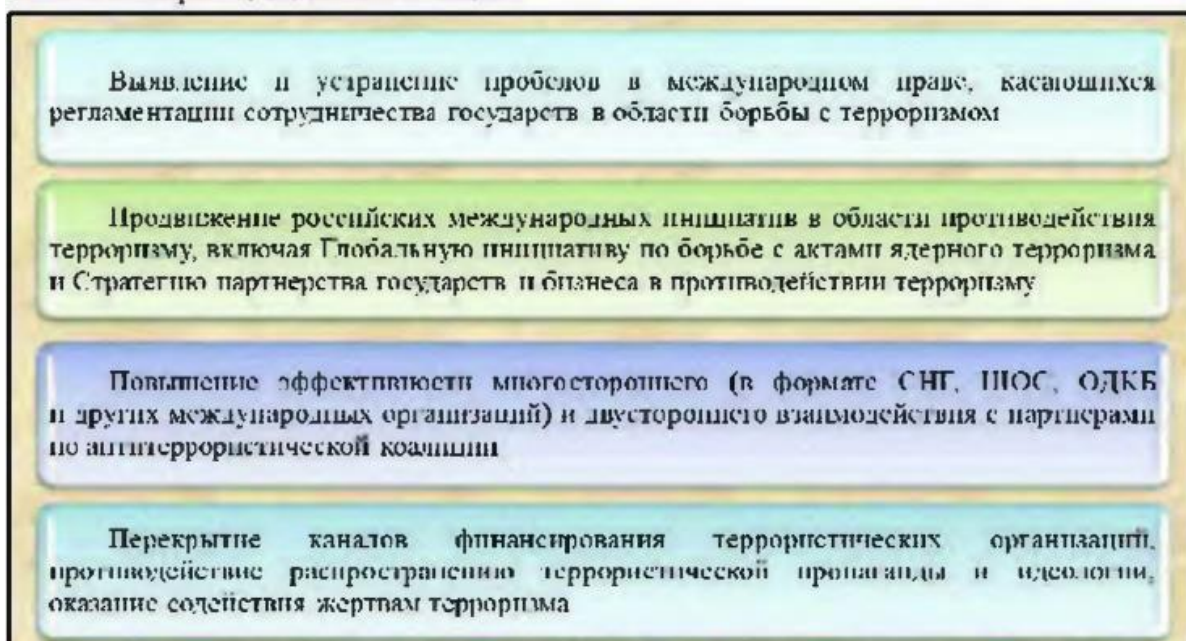 Выявление и устранение пробелов в международном праве, касающихся
регламентации сотрудничества государств в области борьбы с терроризмом
Продвижение российских международных инициатив в области противодействия
терроризму, включая Глобальную инициативу по борьбе с актами ядерного терроризма
и Стратегию партнерства государств и бизнеса в противодействии терроризму
Повышение эффективности многостороннего (в формате СНГ, ШОС, ОДКБ
и других международных организаций) и двустороннего взаимодействия с партнерами
по антитеррористической коалиции
Перекрытие каналов финансирования террористических организаций,
противодействие распространению террористической пропаганды и идеологии,
оказание содействия жертвам терроризма